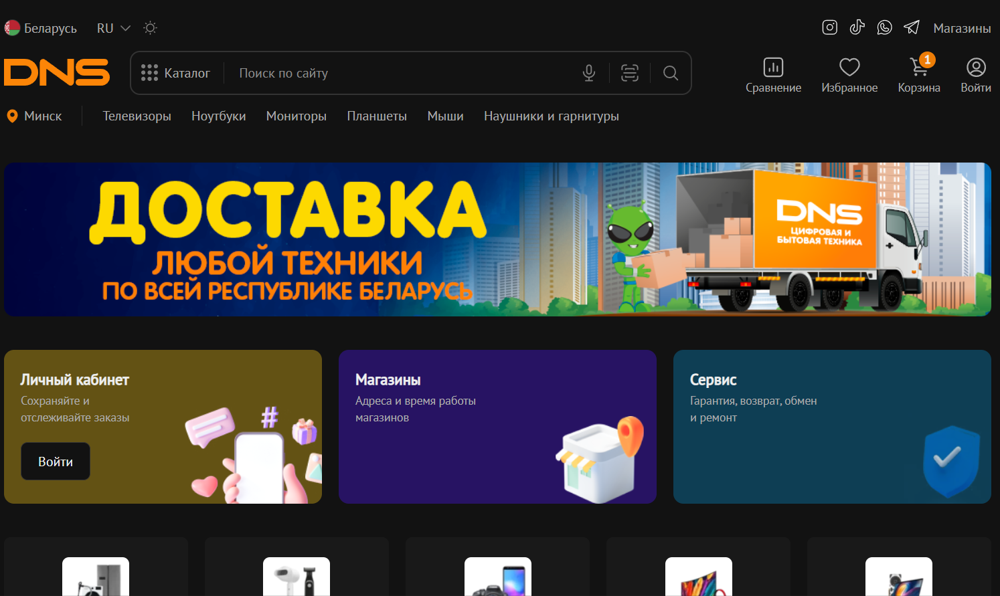 Беларусь
RU
Магазины
DNS
Каталог
Поиск по сайту
Сравнение
Избранное
1
Корзина
Войти
Минск
Телевизоры
Ноутбуки
Мониторы
Планшеты
Мыши
Наушники и гарнитуры
ДОСТАВКА
ЛЮБОЙ ТЕХНИКИ
ПО ВСЕЙ РЕСПУБЛИКЕ БЕЛАРУСЬ
DNS
ЦИФРОВАЯ И
БЫТОВАЯ ТЕХНИКА
Личный кабинет
Сохраняйте и
отслеживайте заказы
Войти
#
Магазины
Адреса и время работы
магазинов
Сервис
Гарантия, возврат, обмен
и ремонт